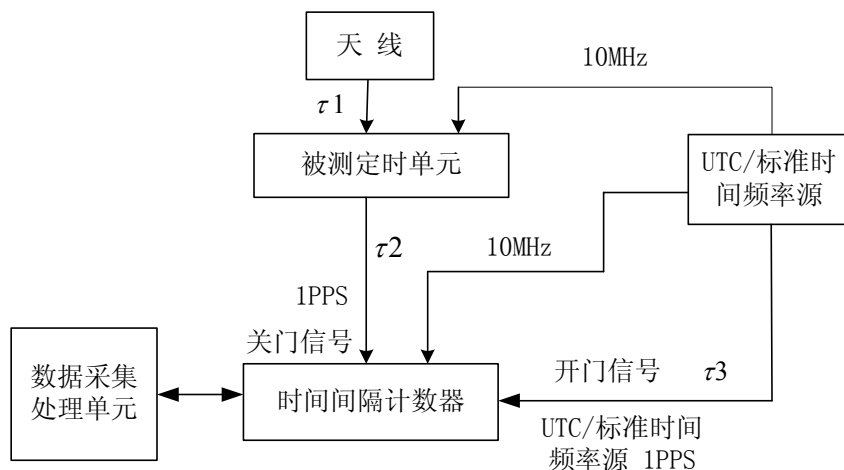 天 线
10MHz
τ1
被测定时单元
UTC/标准时
间频率源
τ2
10MHz
1PPS
关门信号
数据采集
处理单元
时间间隔计数器
开门信号
τ3
UTC/标准时间
频率源 1PPS